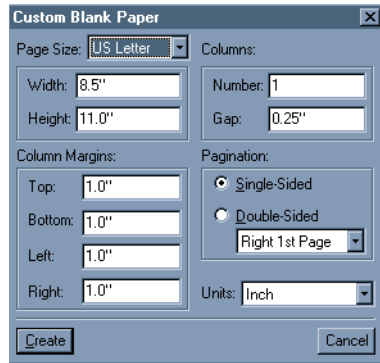 Custom Blank Paper
Page Size: US Letter
Width: 8.5"
Height: 11.0"
Columns:
Number: 1
Gap: 0.25"
Column Margins:
Top: 1.0"
Bottom: 1.0"
Left: 1.0"
Right: 1.0"
Pagination:
Single-Sided
Double-Sided
Right 1st Page
Units: Inch
Create
Cancel